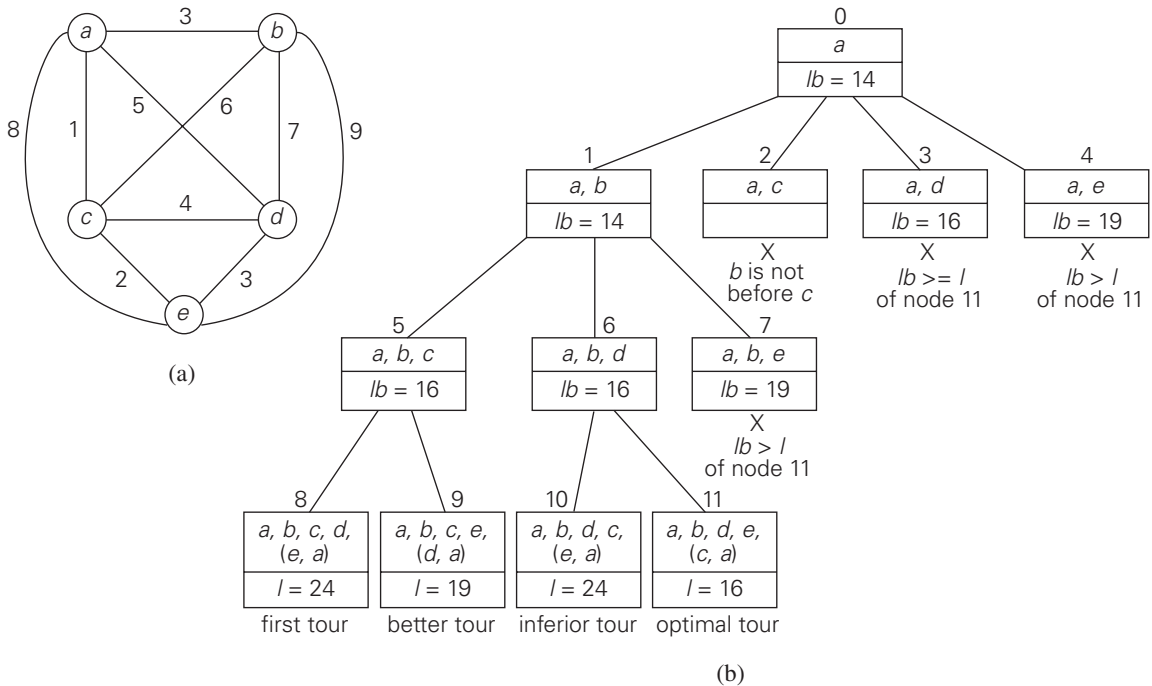 3
a
b
8
5
6
1
7
9
c
4
d
2
3
e
(a)
0
a
lb = 14
1
a, b
lb = 14
2
a, c
X
b is not
before c
3
a, d
lb = 16
X
lb >= l
of node 11
4
a, e
lb = 19
X
lb > l
of node 11
5
a, b, c
lb = 16
6
a, b, d
lb = 16
7
a, b, e
lb = 19
X
lb > l
of node 11
8
a, b, c, d,
(e, a)
l = 24
first tour
9
a, b, c, e,
(d, a)
l = 19
better tour
10
a, b, d, c,
(e, a)
l = 24
inferior tour
11
a, b, d, e,
(c, a)
l = 16
optimal tour
(b)